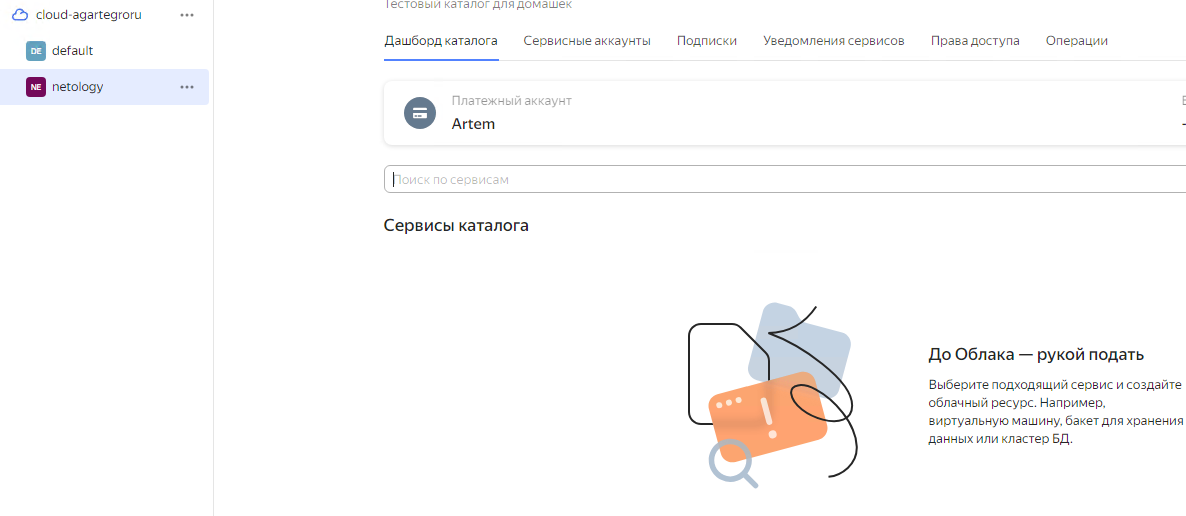 cloud-agartegroru
DE default
NE netology
Тестовый каталог для домашек
Дашборд каталога Сервисные аккаунты Подписки Уведомления сервисов Права доступа Операции
Платежный аккаунт
Artem
Поиск по сервисам
Сервисы каталога
До Облака — рукой подать
Выберите подходящий сервис и создайте
облачный ресурс. Например,
виртуальную машину, бакет для хранения
данных или кластер БД.